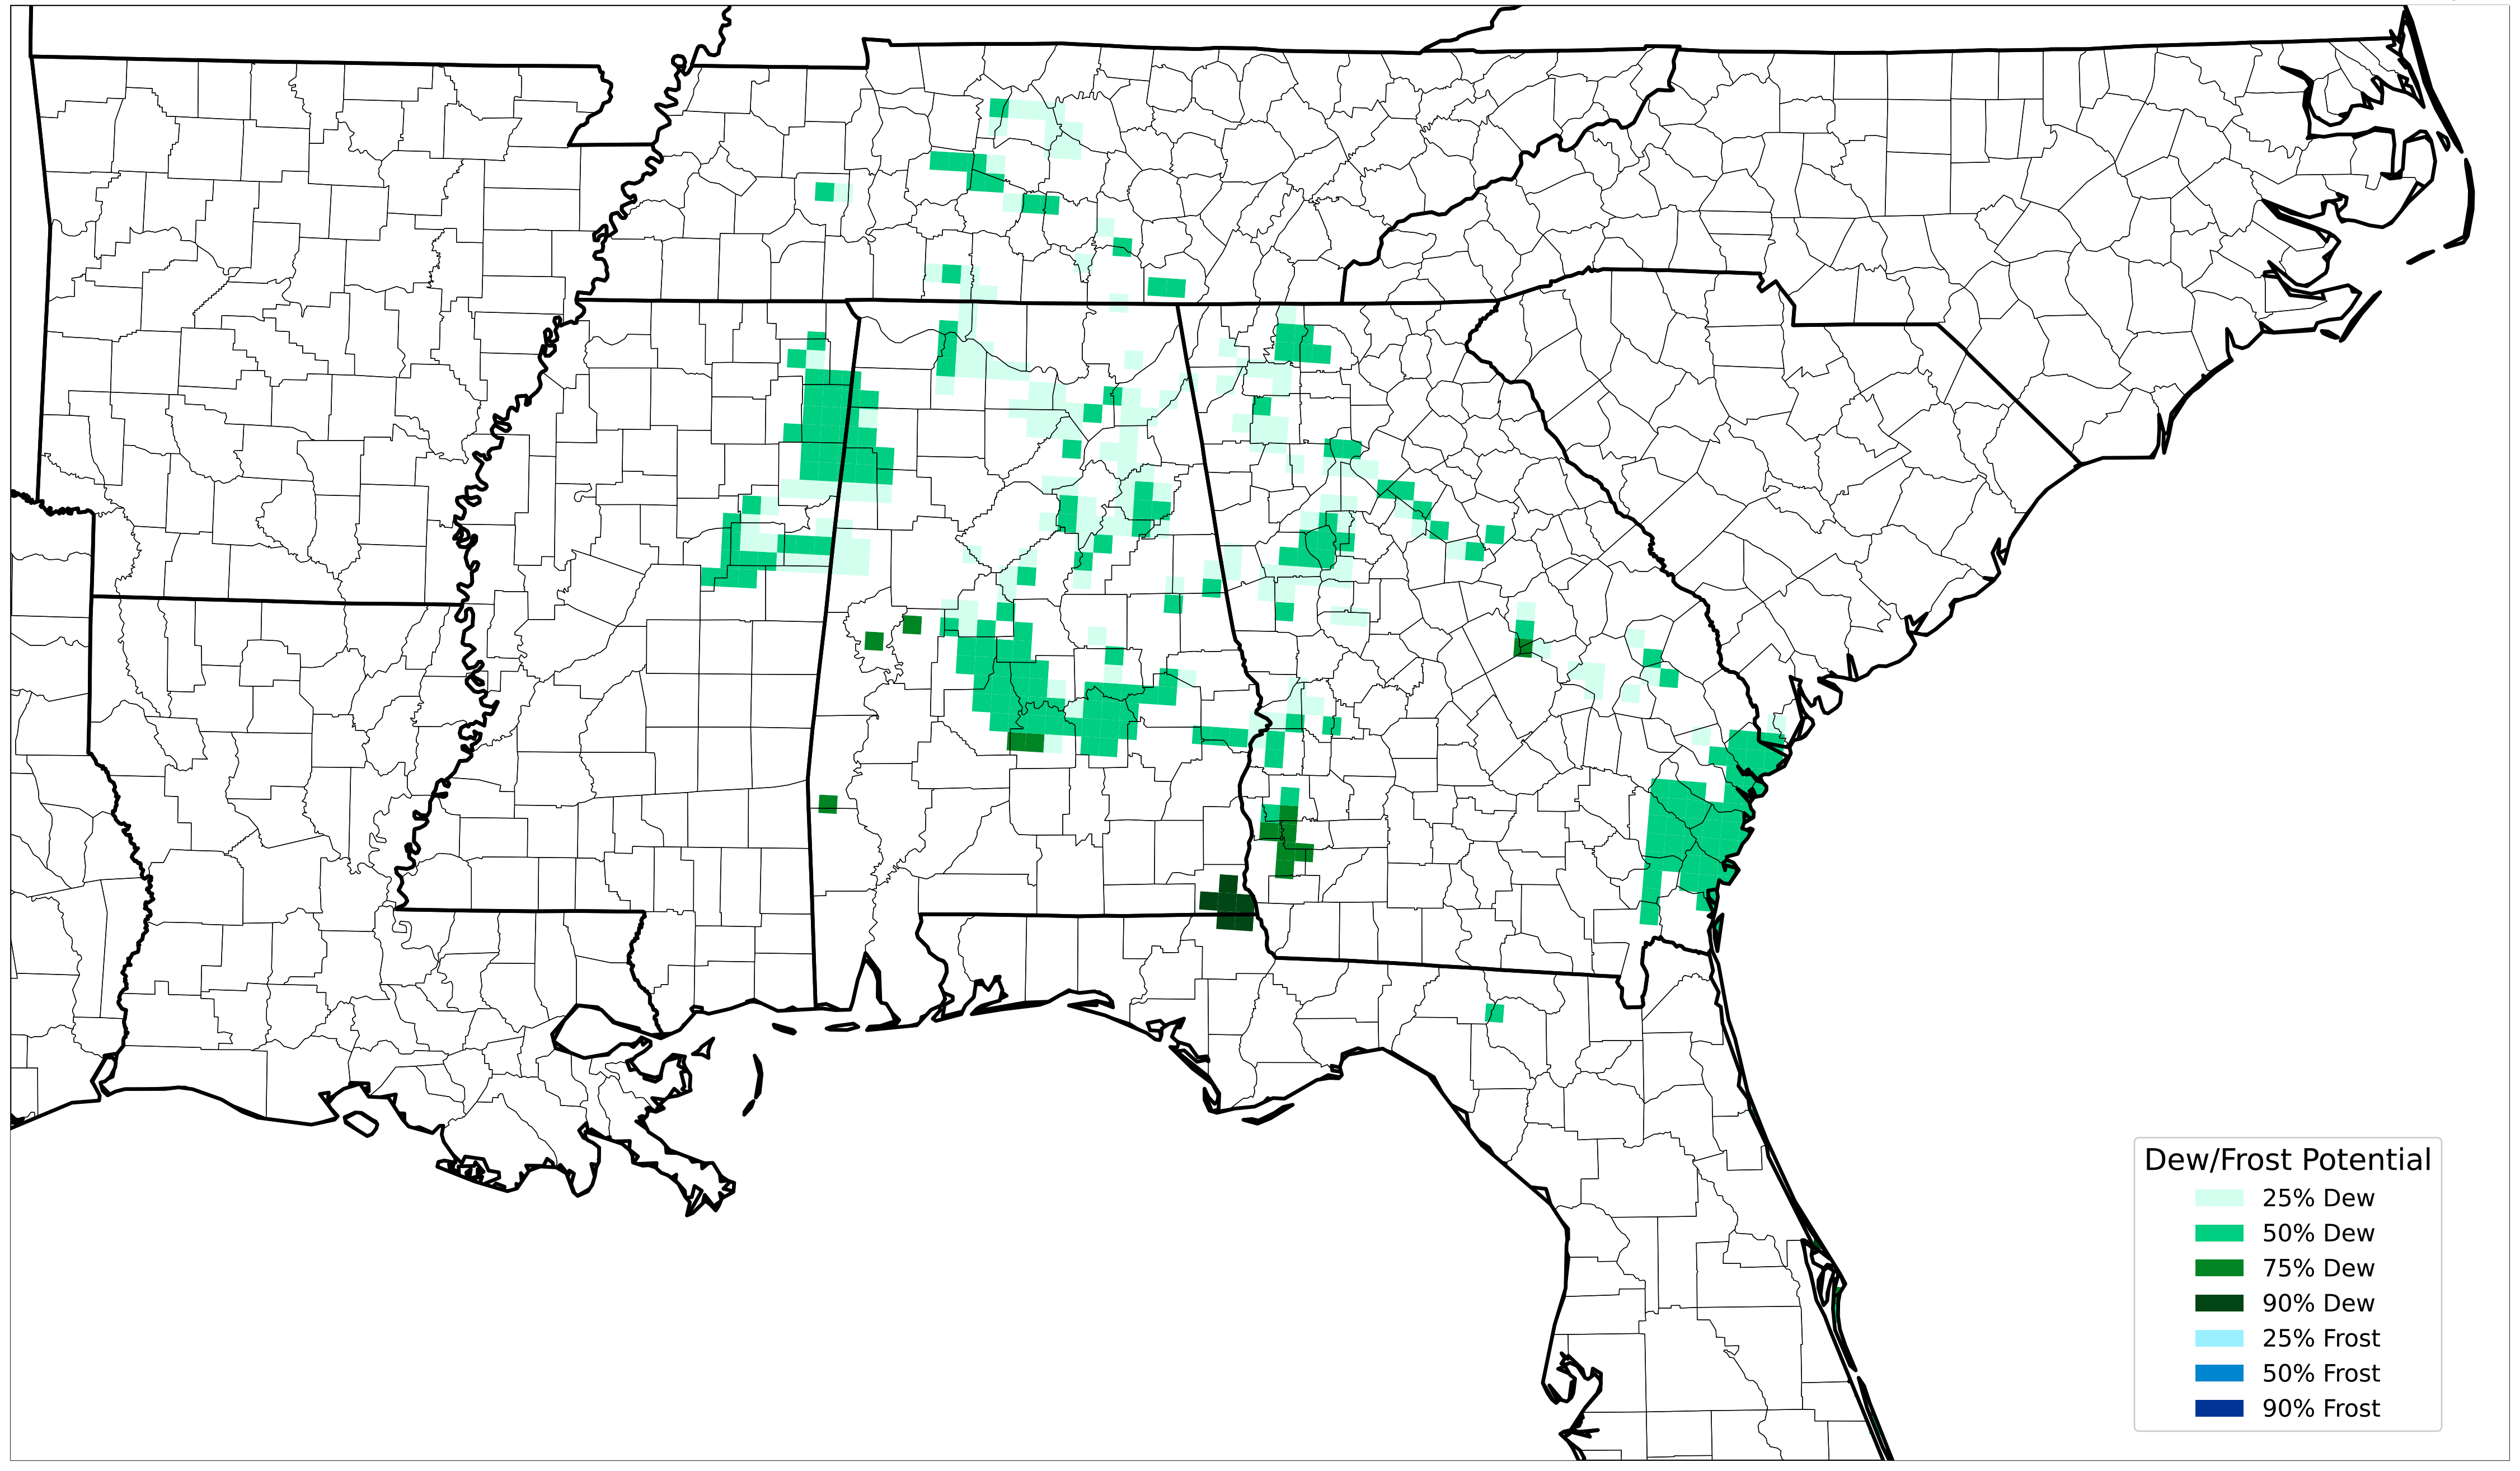 Dew/Frost Potential
25% Dew
50% Dew
75% Dew
90% Dew
25% Frost
50% Frost
90% Frost